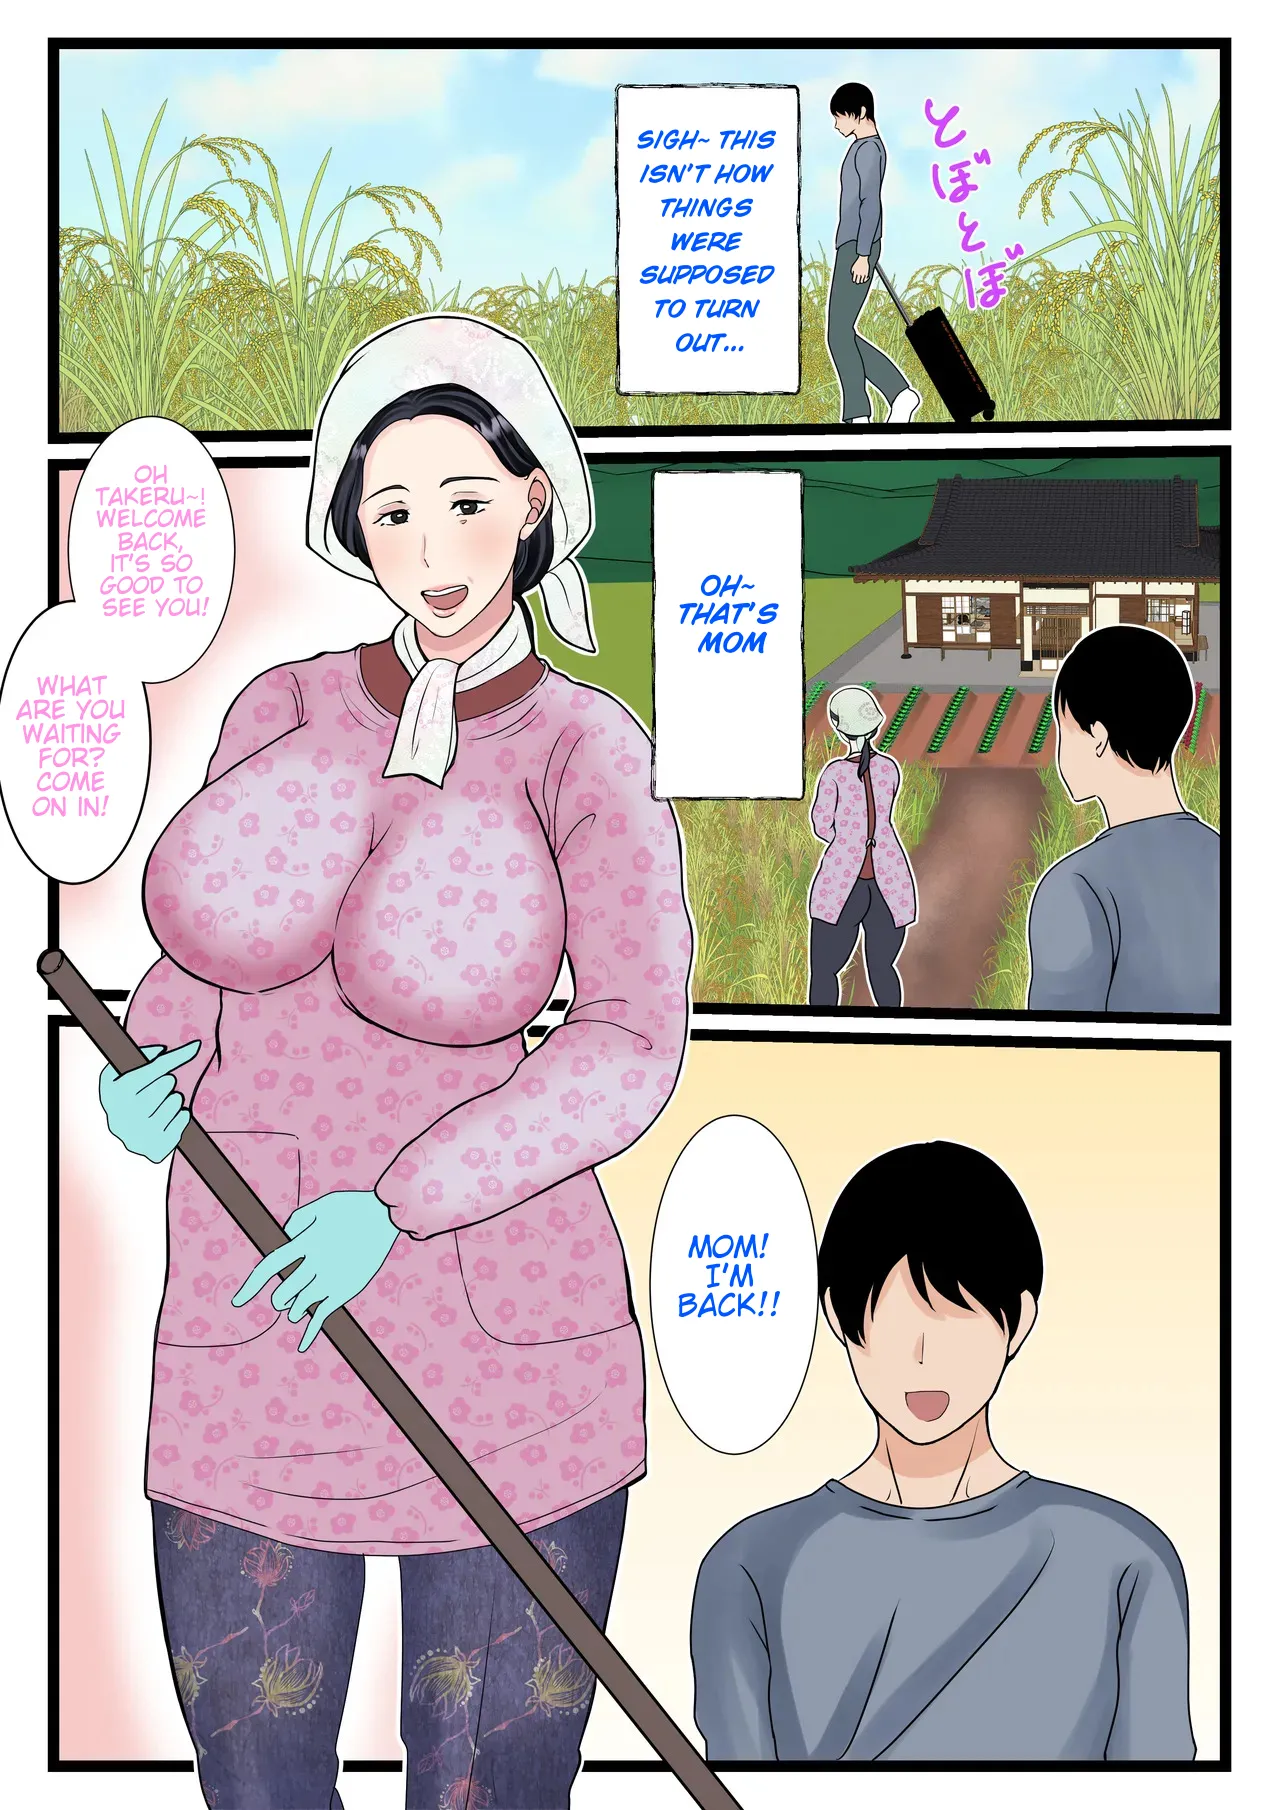 SIGH~ THIS
ISN'T HOW
THINGS
WERE
SUPPOSED
TO TURN
OUT...
とぼとぼ
OH~
THAT'S
MOM
MOM!
I'M
BACK!!
OH
TAKERU~!
WELCOME
BACK,
IT'S SO
GOOD TO
SEE YOU!
WHAT
ARE YOU
WAITING
FOR?
COME
ON IN!